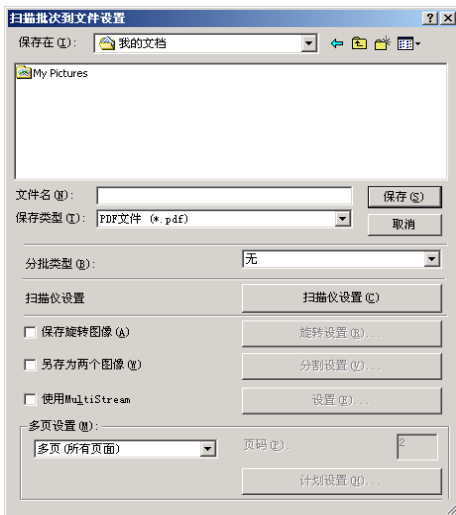 扫描批次到文件设置
保存在(I): 我的文档
My Pictures
文件名(N): 保存(S)
保存类型(T): PDF文件 (*.pdf) 取消
分批类型(B): 无
扫描仪设置 扫描仪设置(C)
保存旋转图像(A) 旋转设置(R)...
另存为两个图像(W) 分割设置(V)...
使用MultiStream 设置(E)...
多页设置(M):
多页(所有页面) 页码(P): 2
计划设置(H)...